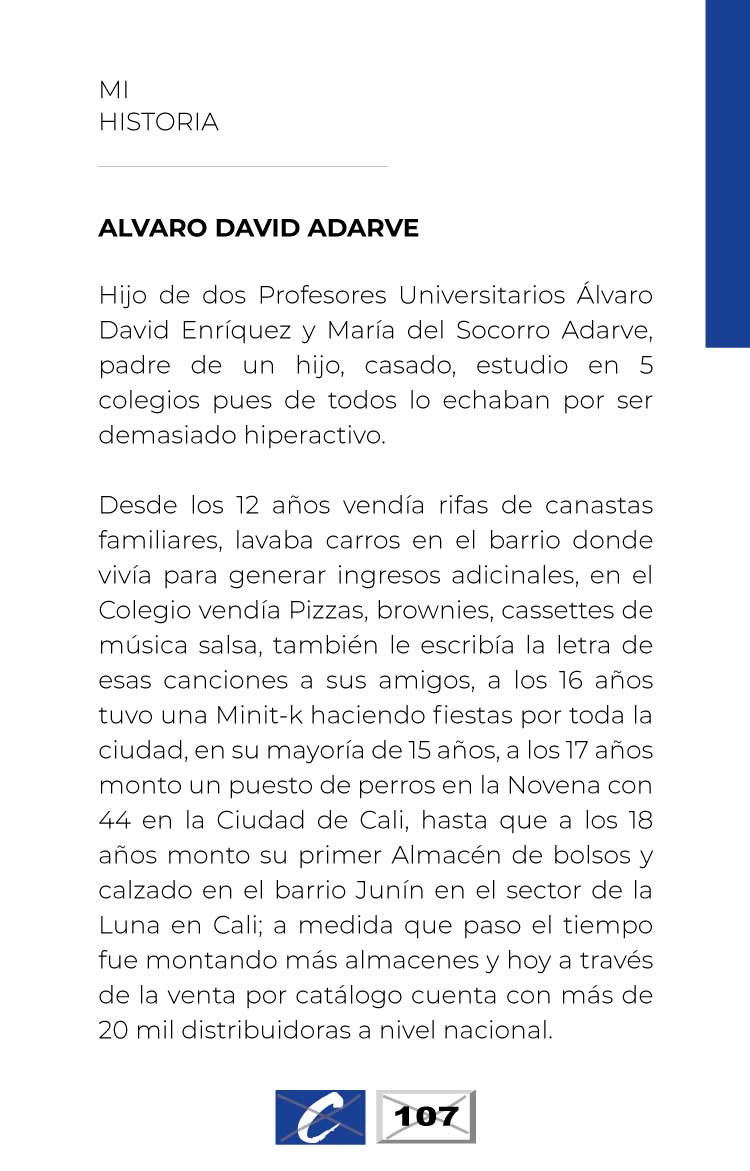 MI
HISTORIA
ALVARO DAVID ADARVE
Hijo de dos Profesores Universitarios Álvaro
David Enríquez y María del Socorro Adarve,
padre de un hijo, casado, estudio en 5
colegios pues de todos lo echaban por ser
demasiado hiperactivo.
Desde los 12 años vendía rifas de canastas
familiares, lavaba carros en el barrio donde
vivía para generar ingresos adicinales, en el
Colegio vendía Pizzas, brownies, cassettes de
música salsa, también le escribía la letra de
esas canciones a sus amigos, a los 16 años
tuvo una Minit-k haciendo fiestas por toda la
ciudad, en su mayoría de 15 años, a los 17 años
monto un puesto de perros en la Novena con
44 en la Ciudad de Cali, hasta que a los 18
años monto su primer Almacén de bolsos y
calzado en el barrio Junín en el sector de la
Luna en Cali; a medida que paso el tiempo
fue montando más almacenes y hoy a través
de la venta por catálogo cuenta con más de
20 mil distribuidoras a nivel nacional.
C 107